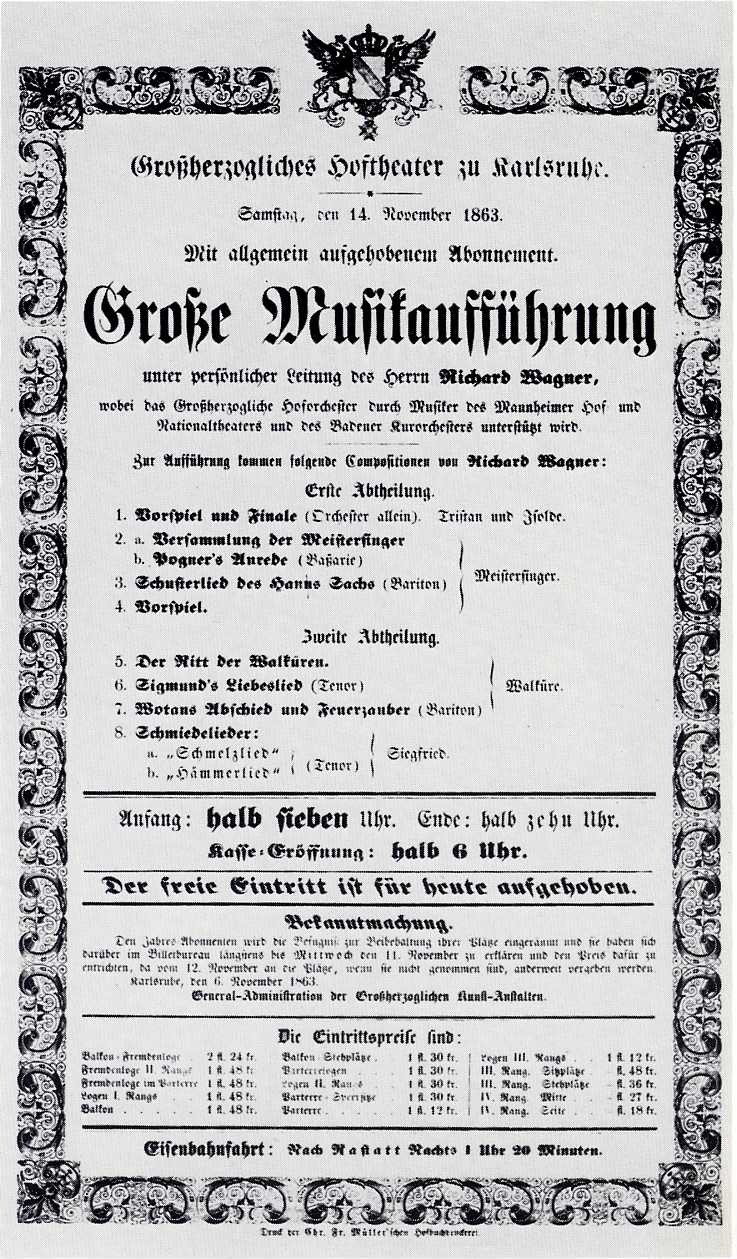 Großherzogliches Hoftheater zu Karlsruhe.
Samstag, den 14. November 1863.
Mit allgemein aufgehobenem Abonnement.
Große Musikaufführung
unter persönlicher Leitung des Herrn Richard Wagner,
wobei das Großherzogliche Hoforchester durch Musiker des Mannheimer Hof- und
Nationaltheaters und des Badener Kurorchesters unterstützt wird.
Zur Aufführung kommen folgende Compositionen von Richard Wagner:
Erste Abtheilung.
1. Vorspiel und Finale (Orchester allein). Tristan und Isolde.
2. a. Versammlung der Meistersinger
b. Pogner's Anrede (Baßarie)
3. Schusterlied des Hanns Sachs (Bariton)
Meistersinger.
4. Vorspiel.
Zweite Abtheilung.
5. Der Ritt der Walküren.
6. Sigmund's Liebeslied (Tenor)
Walküre.
7. Wotans Abschied und Feuerzauber (Bariton)
8. Schmiedelieder:
a. „Schmelzlied"
b. „Hämmerlied"
(Tenor)
Siegfried.
Anfang: halb sieben Uhr. Ende: halb zehn Uhr.
Kasse-Eröffnung: halb 6 Uhr.
Der freie Eintritt ist für heute aufgehoben.
Bekanntmachung.
Den Jahres-Abonnenten wird die Befugniß zur Beibehaltung ihrer Plätze eingeräumt und sie haben sich
darüber im Billetbureau längstens bis Mittwoch den 11. November zu erklären und den Preis dafür zu
entrichten, da vom 12. November an die Plätze, wenn sie nicht genommen sind, anderweit vergeben werden.
Karlsruhe, den 6. November 1863.
General-Administration der Großherzoglichen Kunst-Anstalten.
Die Eintrittspreise sind:
Balkon-Fremdenloge . 2 fl. 24 kr. Balkon-Stehplätze . 1 fl. 30 kr. Logen III. Rangs . . 1 fl. 12 kr.
Fremdenloge II. Rangs 1 fl. 48 kr. Parterrelogen . . 1 fl. 30 kr. III. Rang. Sitzplätze – fl. 48 kr.
Fremdenloge im Parterre 1 fl. 48 kr. Logen II. Rangs . 1 fl. 30 kr. III. Rang. Stehplätze – fl. 36 kr.
Logen I. Rangs . 1 fl. 48 kr. Parterre-Sperrsitze 1 fl. 30 kr. IV. Rang. Mitte . . – fl. 27 kr.
Balkon . . . . . 1 fl. 48 kr. Parterre . . . . 1 fl. 12 kr. IV. Rang. Seite . . – fl. 18 kr.
Eisenbahnfahrt: Nach Rastatt Nachts 1 Uhr 20 Minuten.
Druck der Chr. Fr. Müller'schen Hofbuchdruckerei.